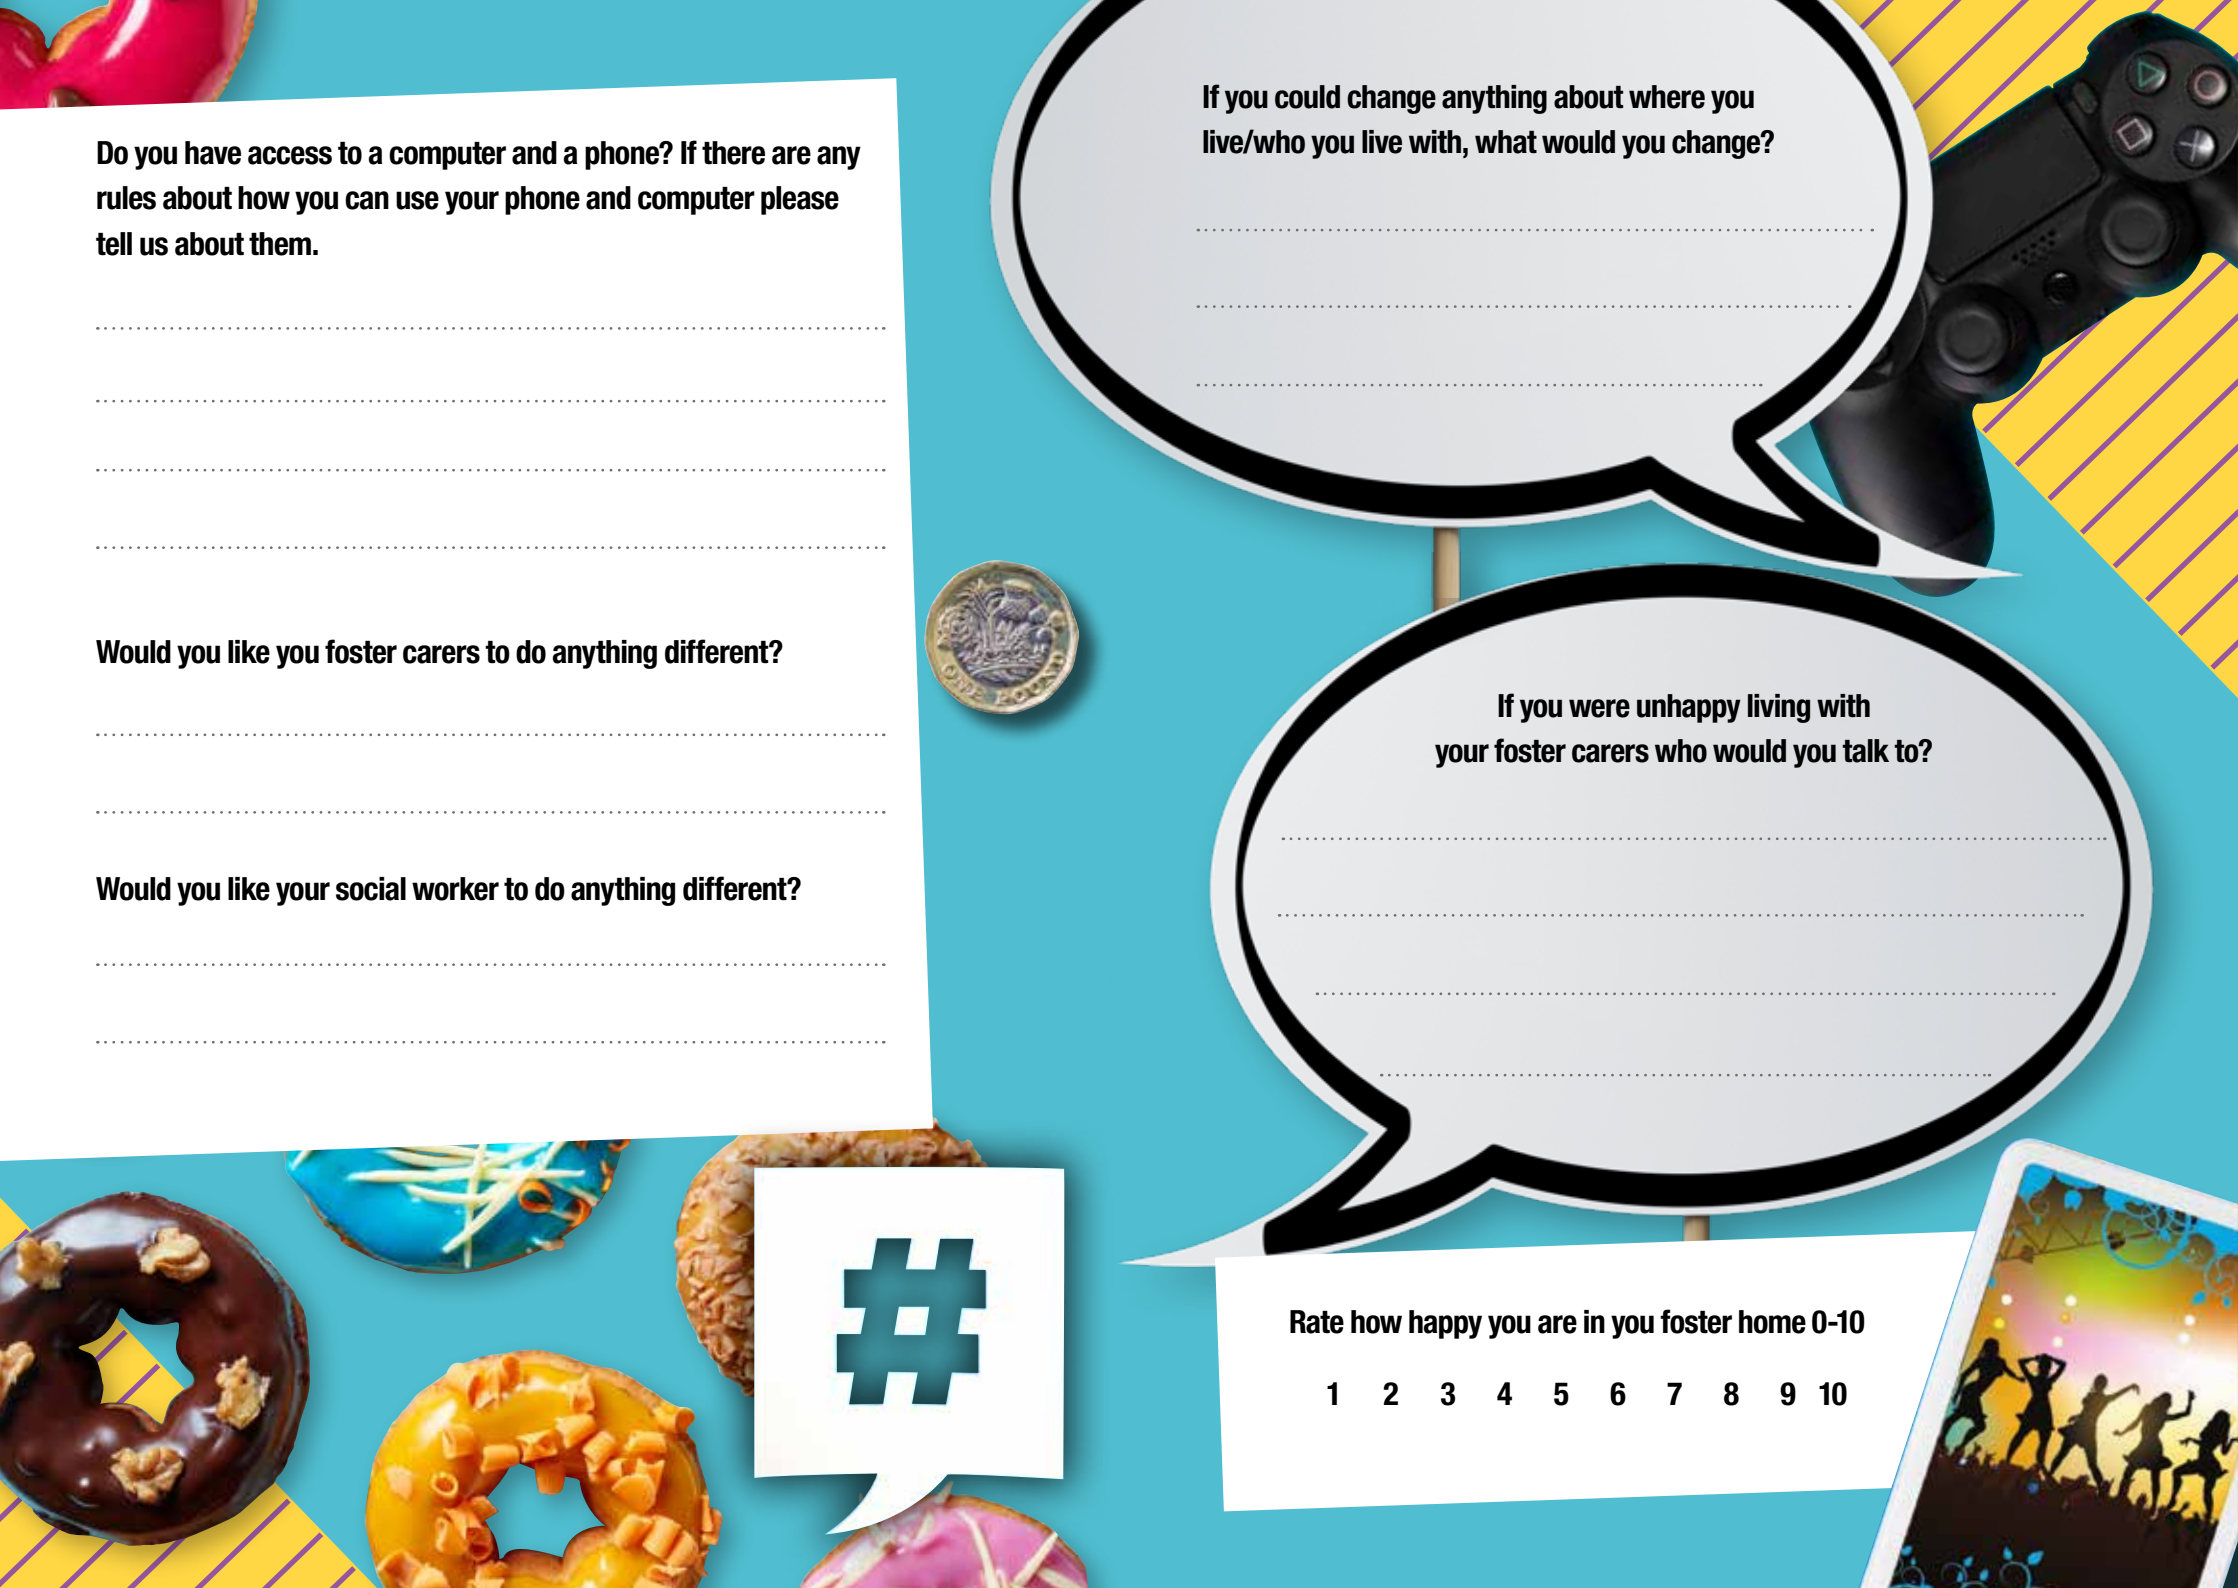 Do you have access to a computer and a phone? If there are any
rules about how you can use your phone and computer please
tell us about them.
Would you like you foster carers to do anything different?
Would you like your social worker to do anything different?
If you could change anything about where you
live/who you live with, what would you change?
ONE POUND
If you were unhappy living with
your foster carers who would you talk to?
#
Rate how happy you are in you foster home 0-10
1 2 3 4 5 6 7 8 9 10